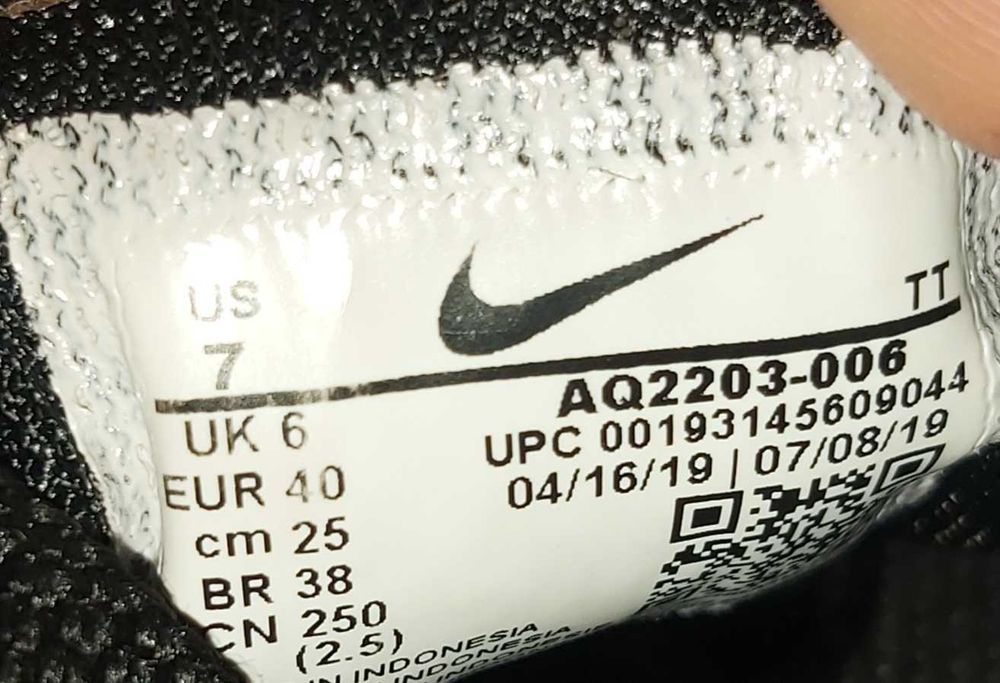 US
7
TT
UK 6
EUR 40
cm 25
BR 38
CN 250
(2.5)
AQ2203-006
UPC 00193145609044
04/16/19 | 07/08/19
IN INDONESIA
INDONESIA